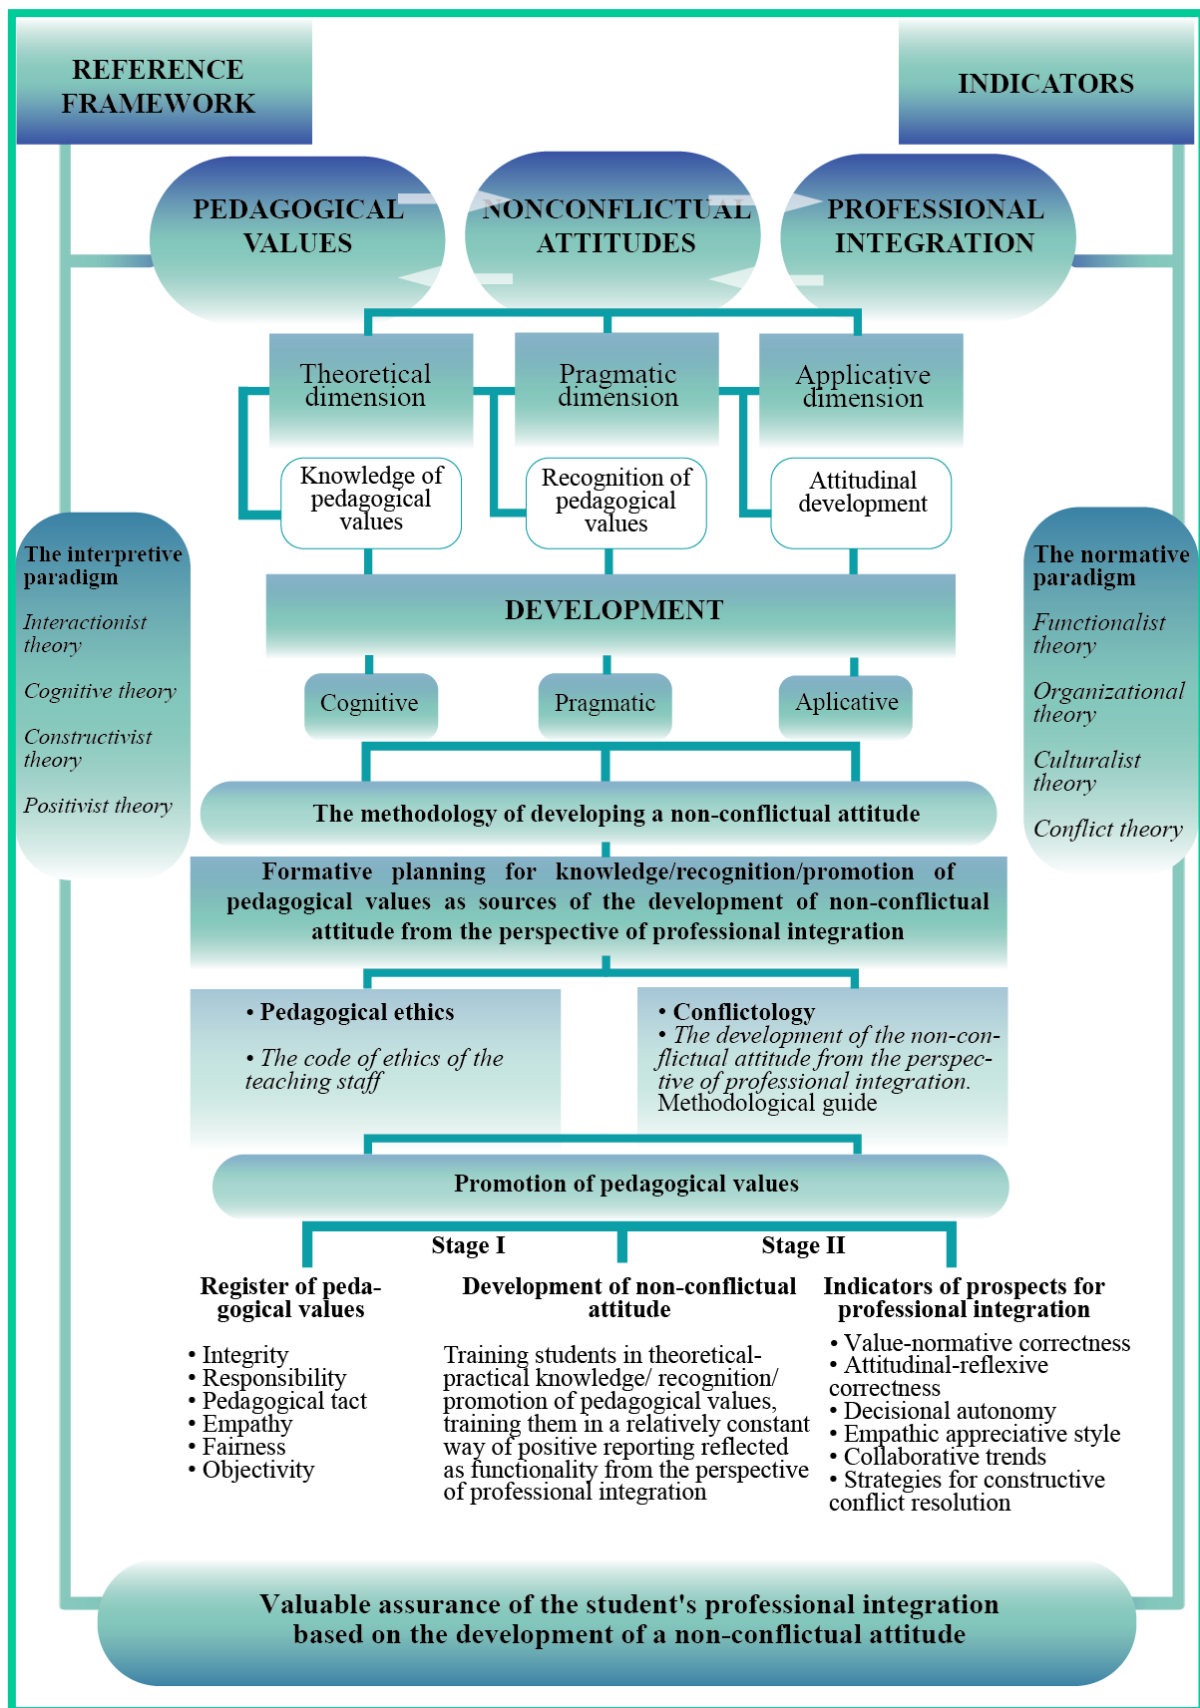 REFERENCE
FRAMEWORK
INDICATORS
PEDAGOGICAL
VALUES
NONCONFLICTUAL
ATTITUDES
PROFESSIONAL
INTEGRATION
Theoretical
dimension
Pragmatic
dimension
Applicative
dimension
Knowledge of
pedagogical
values
Recognition of
pedagogical
values
Attitudinal
development
The interpretive
paradigm
Interactionist
theory
Cognitive theory
Constructivist
theory
Positivist theory
The normative
paradigm
Functionalist
theory
Organizational
theory
Culturalist
theory
Conflict theory
DEVELOPMENT
Cognitive
Pragmatic
Aplicative
The methodology of developing a non-conflictual attitude
Formative planning for knowledge/recognition/promotion of
pedagogical values as sources of the development of non-conflictual
attitude from the perspective of professional integration
• Pedagogical ethics
• The code of ethics of the
teaching staff
• Conflictology
• The development of the non-con-
flictual attitude from the perspec-
tive of professional integration.
Methodological guide
Promotion of pedagogical values
Stage I
Stage II
Register of peda-
gogical values
• Integrity
• Responsibility
• Pedagogical tact
• Empathy
• Fairness
• Objectivity
Development of non-conflictual
attitude
Training students in theoretical-
practical knowledge/ recognition/
promotion of pedagogical values,
training them in a relatively constant
way of positive reporting reflected
as functionality from the perspective
of professional integration
Indicators of prospects for
professional integration
• Value-normative correctness
• Attitudinal-reflexive
correctness
• Decisional autonomy
• Empathic appreciative style
• Collaborative trends
• Strategies for constructive
conflict resolution
Valuable assurance of the student's professional integration
based on the development of a non-conflictual attitude